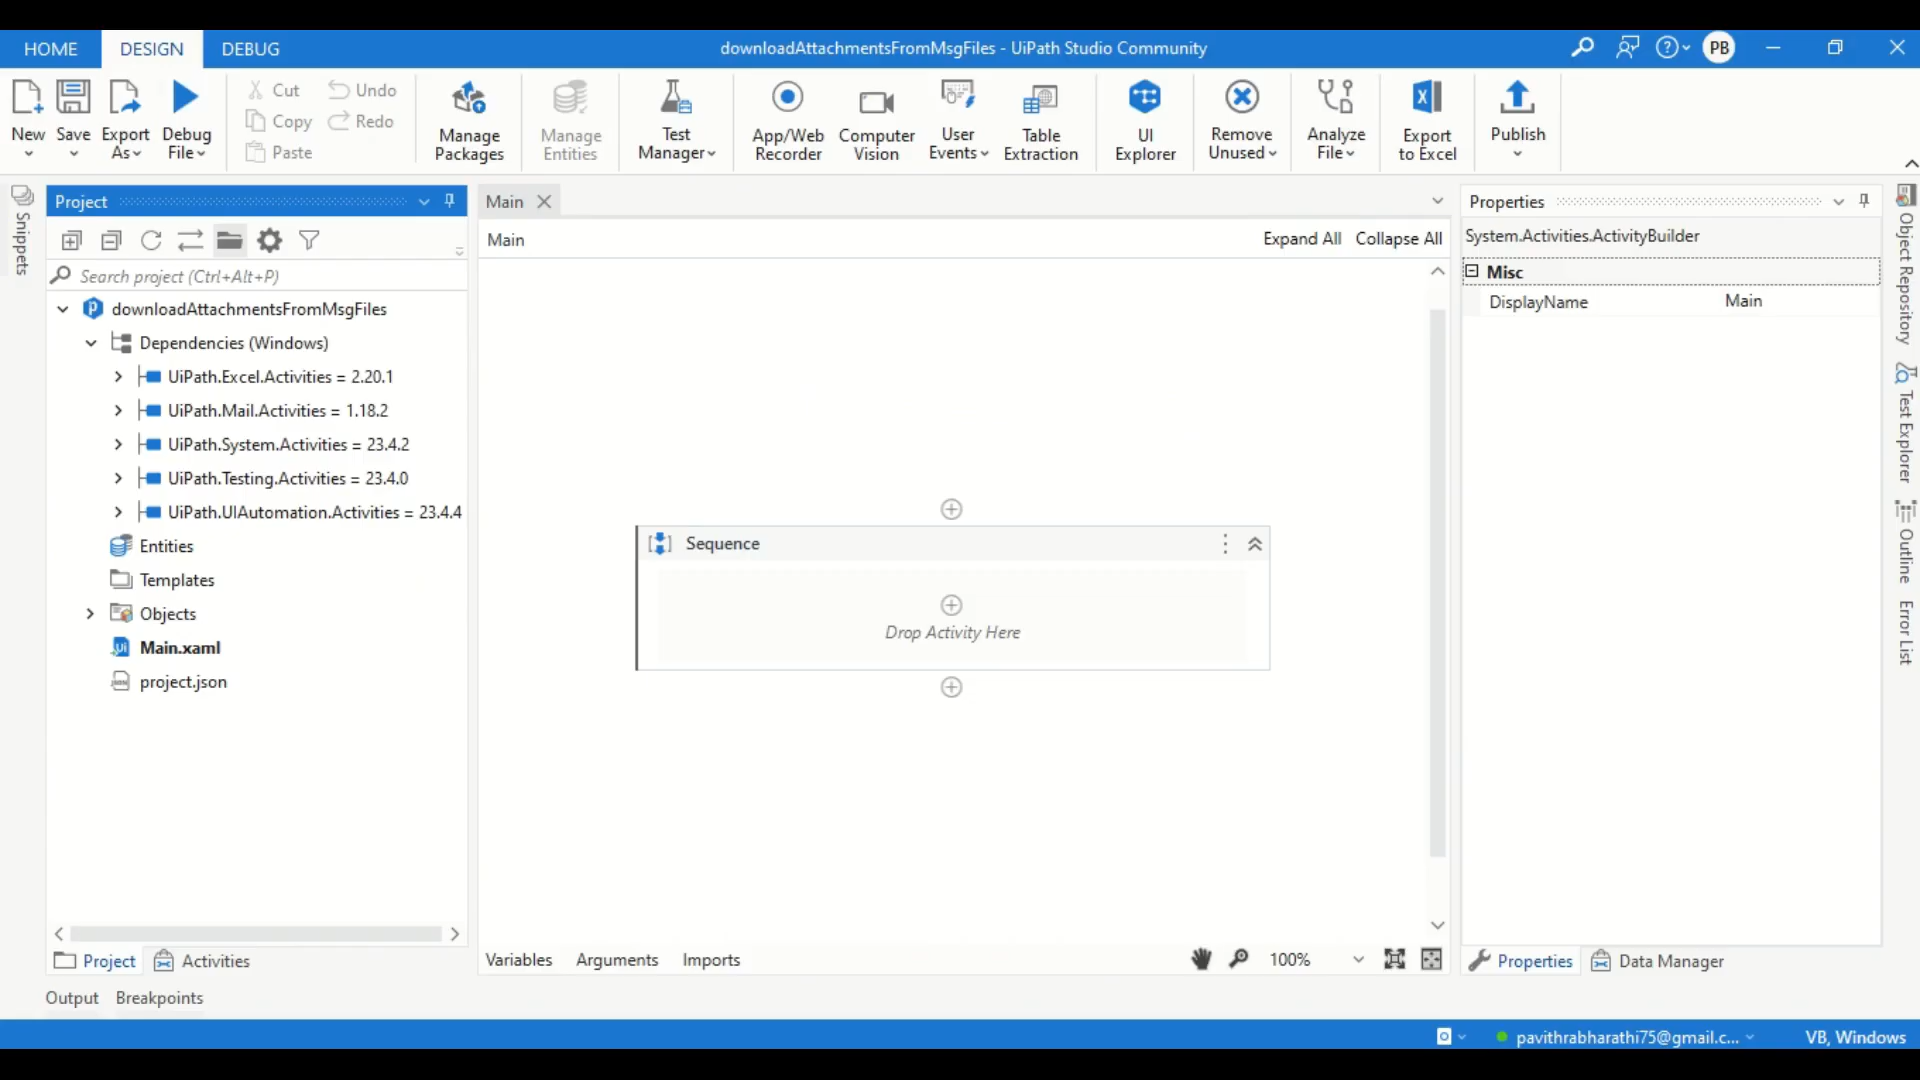 HOME
DESIGN
DEBUG
downloadAttachmentsFromMsgFiles - UiPath Studio Community
PB
New
Save
Export
As
Debug
File
Cut
Copy
Paste
Undo
Redo
Manage
Packages
Manage
Entities
Test
Manager
App/Web
Recorder
Computer
Vision
User
Events
Table
Extraction
UI
Explorer
Remove
Unused
Analyze
File
Export
to Excel
Publish
Snippets
Project
Search project (Ctrl+Alt+P)
downloadAttachmentsFromMsgFiles
Dependencies (Windows)
UiPath.Excel.Activities = 2.20.1
UiPath.Mail.Activities = 1.18.2
UiPath.System.Activities = 23.4.2
UiPath.Testing.Activities = 23.4.0
UiPath.UIAutomation.Activities = 23.4.4
Entities
Templates
Objects
Main.xaml
project.json
Project
Activities
Main
Main
Expand All
Collapse All
Sequence
Drop Activity Here
Variables
Arguments
Imports
100%
Properties
System.Activities.ActivityBuilder
Misc
DisplayName
Main
Properties
Data Manager
Object Repository
Test Explorer
Outline
Error List
Output
Breakpoints
pavithrabharathi75@gmail.c...
VB, Windows